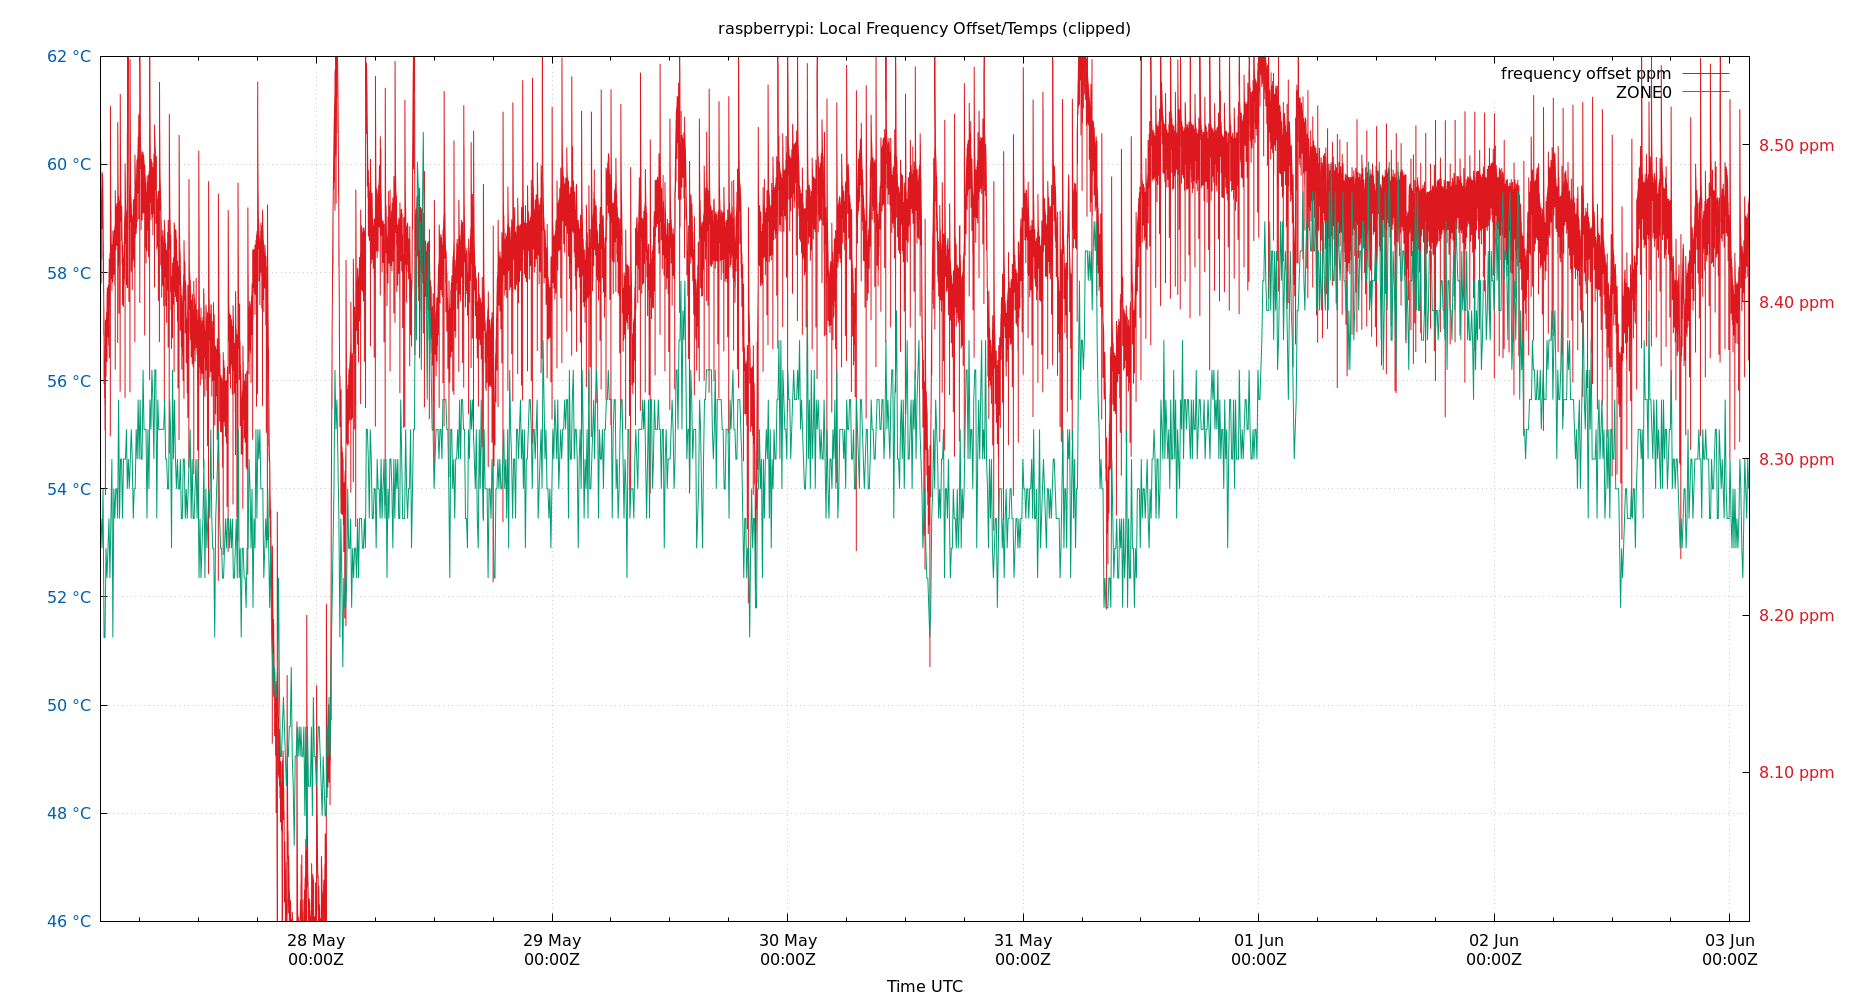 raspberrypi: Local Frequency Offset/Temps (clipped)
frequency offset ppm
ZONE0
62 °C
60 °C
58 °C
56 °C
54 °C
52 °C
50 °C
48 °C
46 °C
8.50 ppm
8.40 ppm
8.30 ppm
8.20 ppm
8.10 ppm
28 May
00:00Z
29 May
00:00Z
30 May
00:00Z
31 May
00:00Z
01 Jun
00:00Z
02 Jun
00:00Z
03 Jun
00:00Z
Time UTC